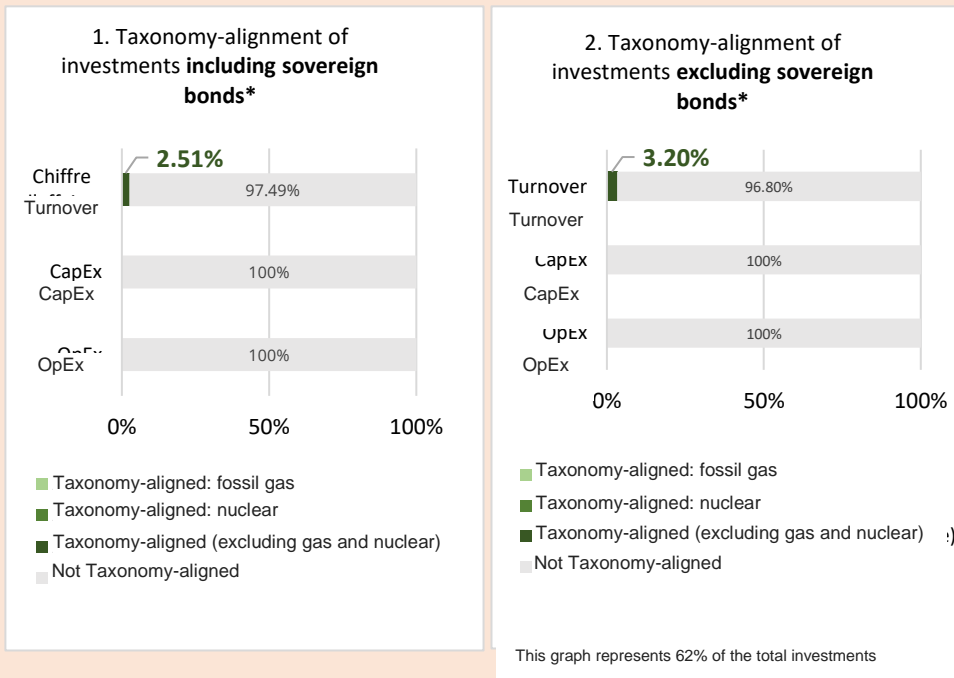 1. Taxonomy-alignment of
investments including sovereign
bonds*
2.51%
Chiffre
97.49%
Turnover
CapEx
100%
CapEx
100%
OpEx
0% 50% 100%
Taxonomy-aligned: fossil gas
Taxonomy-aligned: nuclear
Taxonomy-aligned (excluding gas and nuclear)
Not Taxonomy-aligned
2. Taxonomy-alignment of
investments excluding sovereign
bonds*
3.20%
Turnover
96.80%
Turnover
CapEx
100%
CapEx
OpEx
100%
OpEx
0% 50% 100%
Taxonomy-aligned: fossil gas
Taxonomy-aligned: nuclear
Taxonomy-aligned (excluding gas and nuclear)
Not Taxonomy-aligned
This graph represents 62% of the total investments